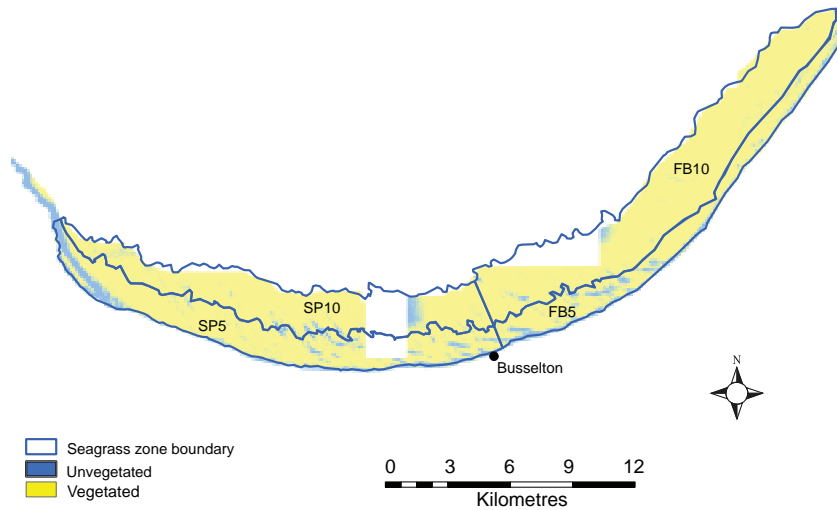 FB10
SP10
FB5
SP5
Busselton
N
Seagrass zone boundary
Unvegetated
Vegetated
0 3 6 9 12
Kilometres